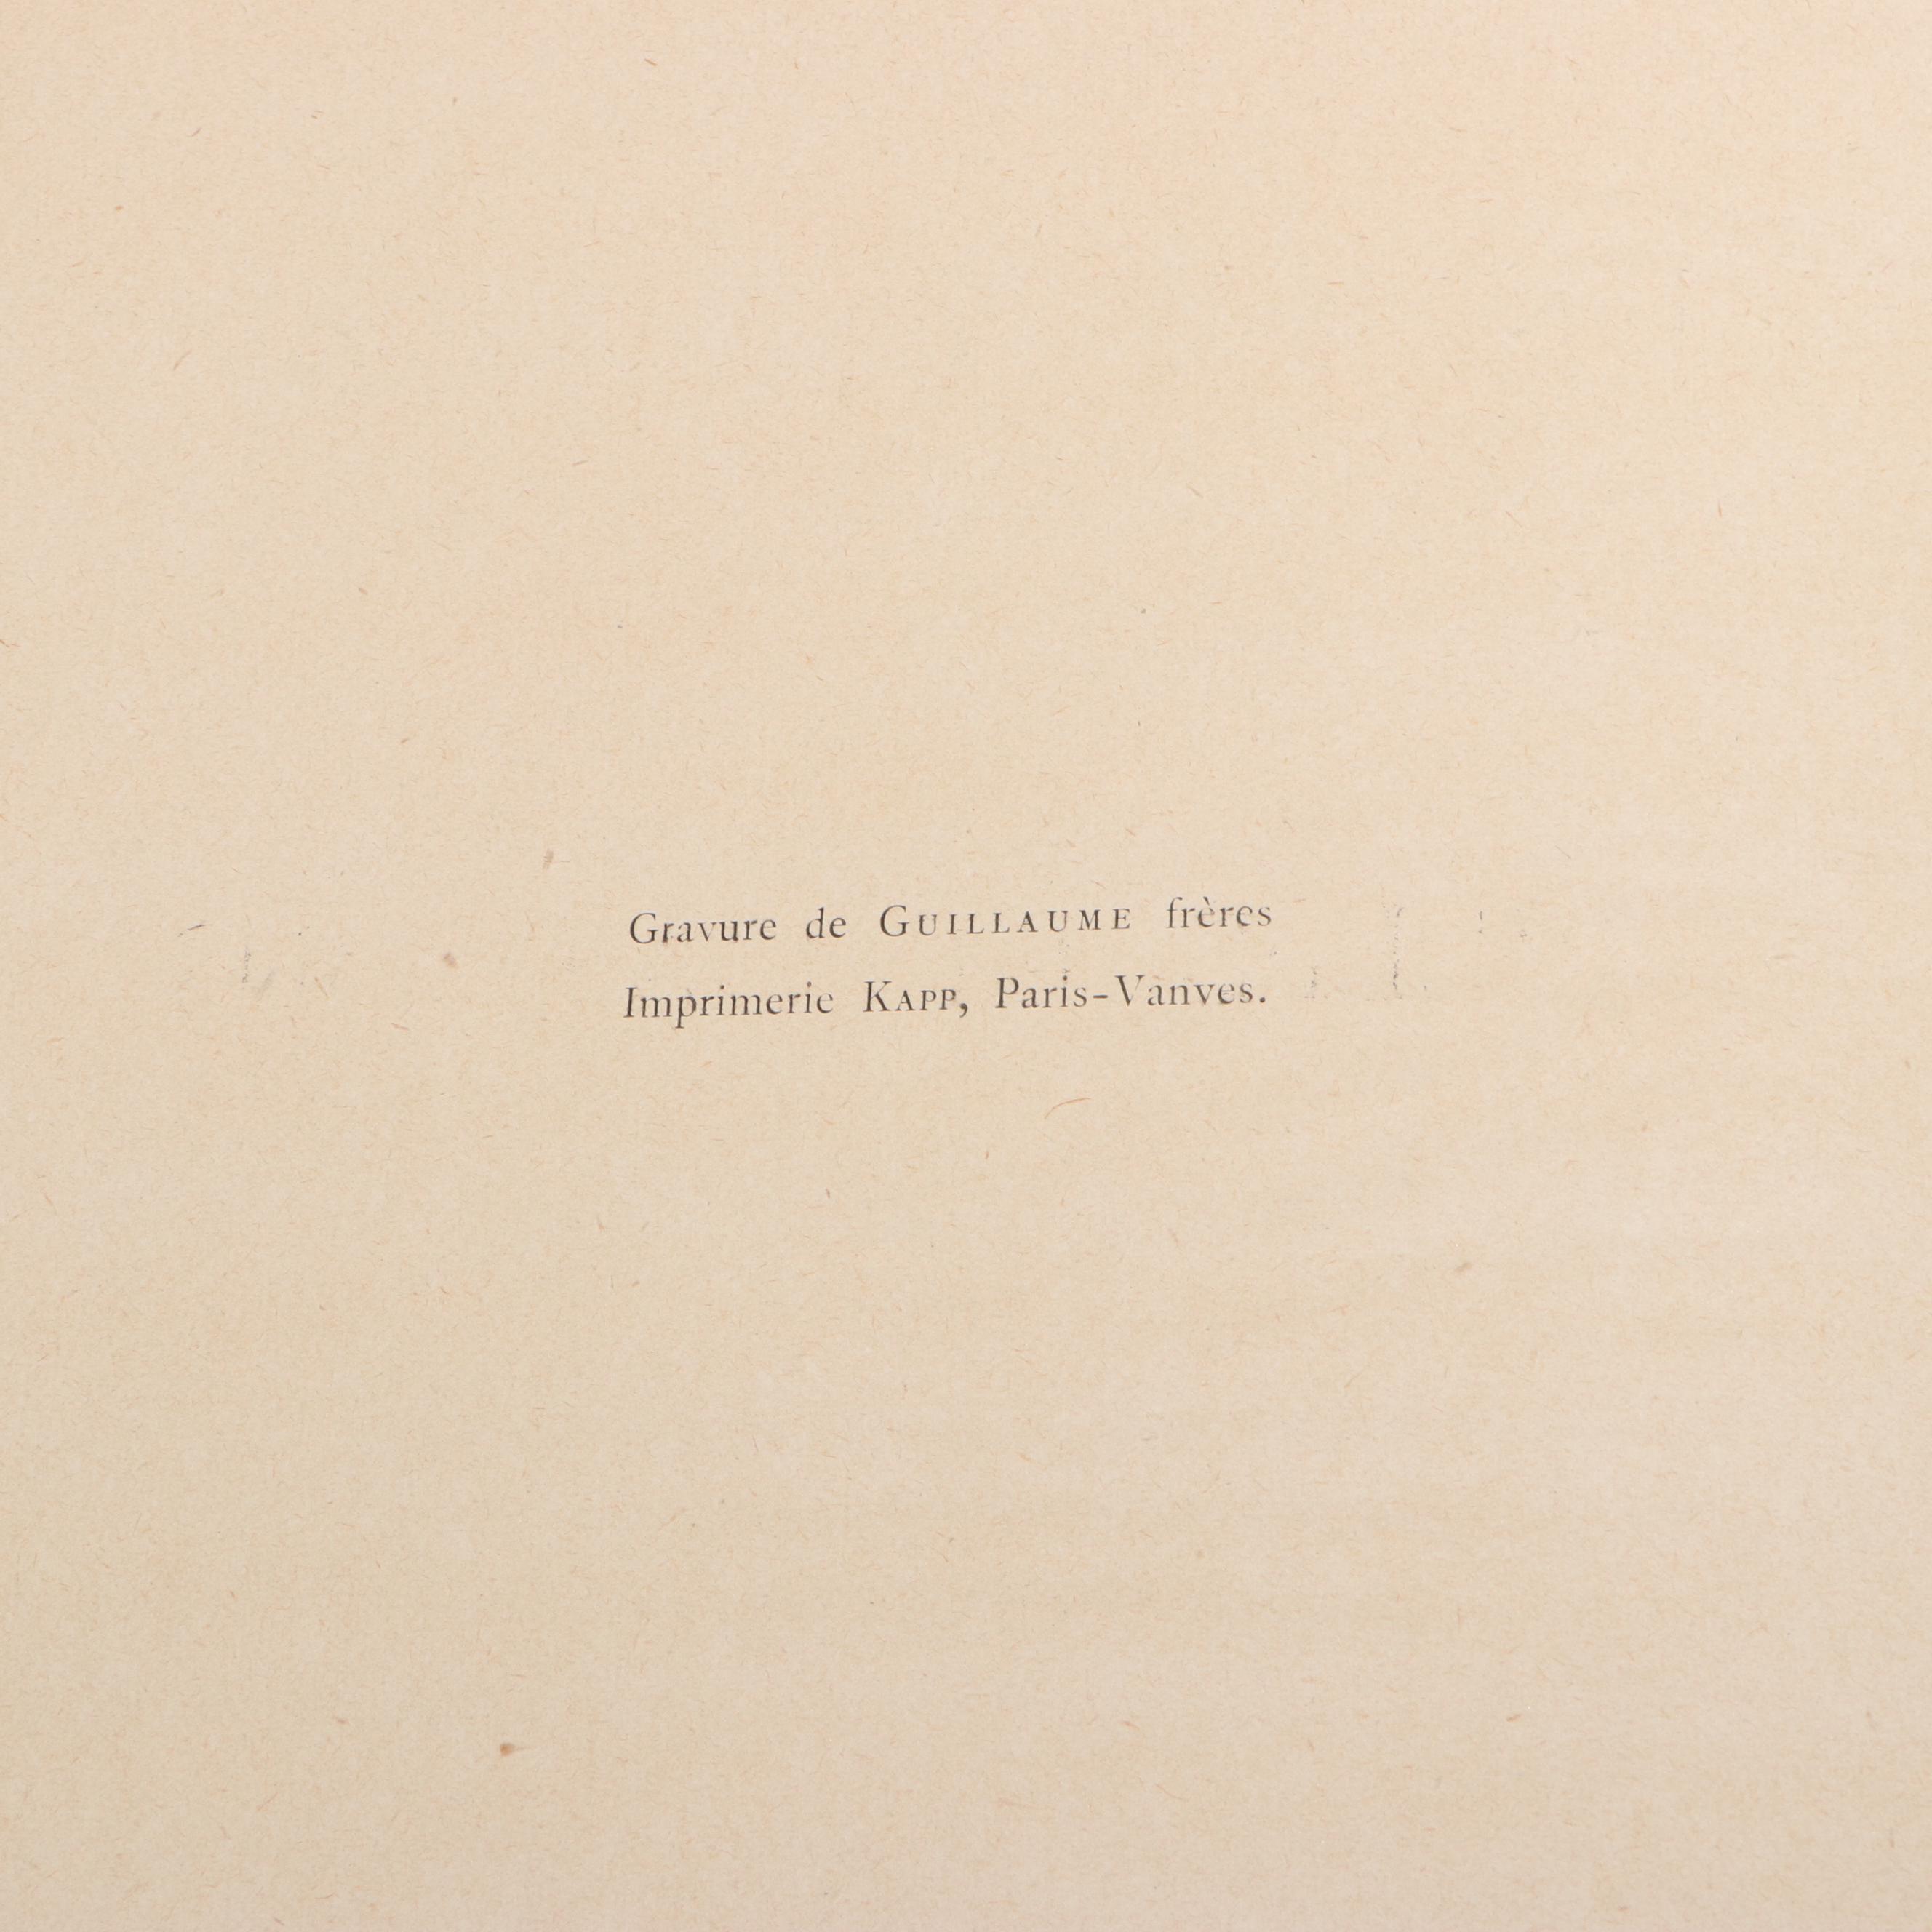 Gravure de GUILLAUME frères
Imprimerie KAPP, Paris-Vanves.